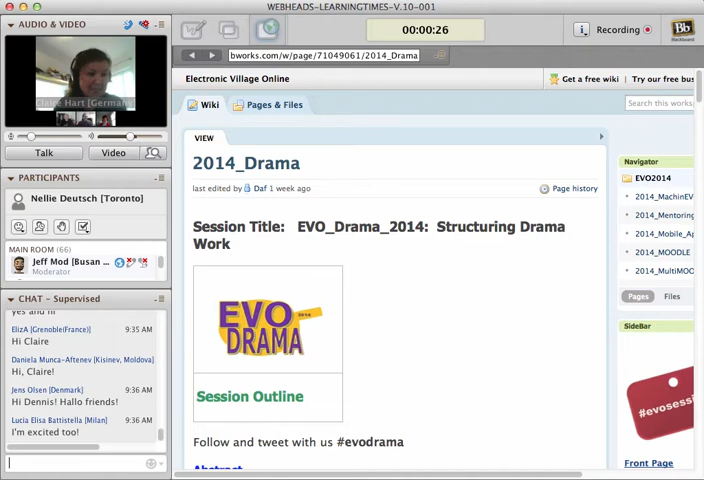 WEBHEADS-LEARNINGTIMES-V.10-001
AUDIO & VIDEO
Claire Hart [Germany]
Talk
Video
PARTICIPANTS
Nellie Deutsch [Toronto]
MAIN ROOM (66)
Jeff Mod [Busan ...
Moderator
CHAT - Supervised
yes and hi
ElizA [Grenoble(France)]
9:35 AM
Hi Claire
Daniela Munca-Aftenev [Kisinev, Moldova]
Hi, Claire!
Jens Olsen [Denmark]
9:36 AM
Hi Dennis! Hallo friends!
Lucia Elisa Battistella [Milan]
9:36 AM
I'm excited too!
00:00:26
Recording
Bb
Blackboard
bworks.com/w/page/71049061/2014_Drama
Electronic Village Online
Get a free wiki | Try our free bus
Wiki
Pages & Files
Search this works
VIEW
2014_Drama
last edited by Daf 1 week ago
Page history
Session Title: EVO_Drama_2014: Structuring Drama
Work
EVO
DRAMA
Session Outline
Follow and tweet with us #evodrama
Abstract
Navigator
EVO2014
2014_MachinEV
2014_Mentoring
2014_Mobile_Ap
2014_MOODLE
2014_MultiMOO
Pages
Files
SideBar
#evosessi
Front Page